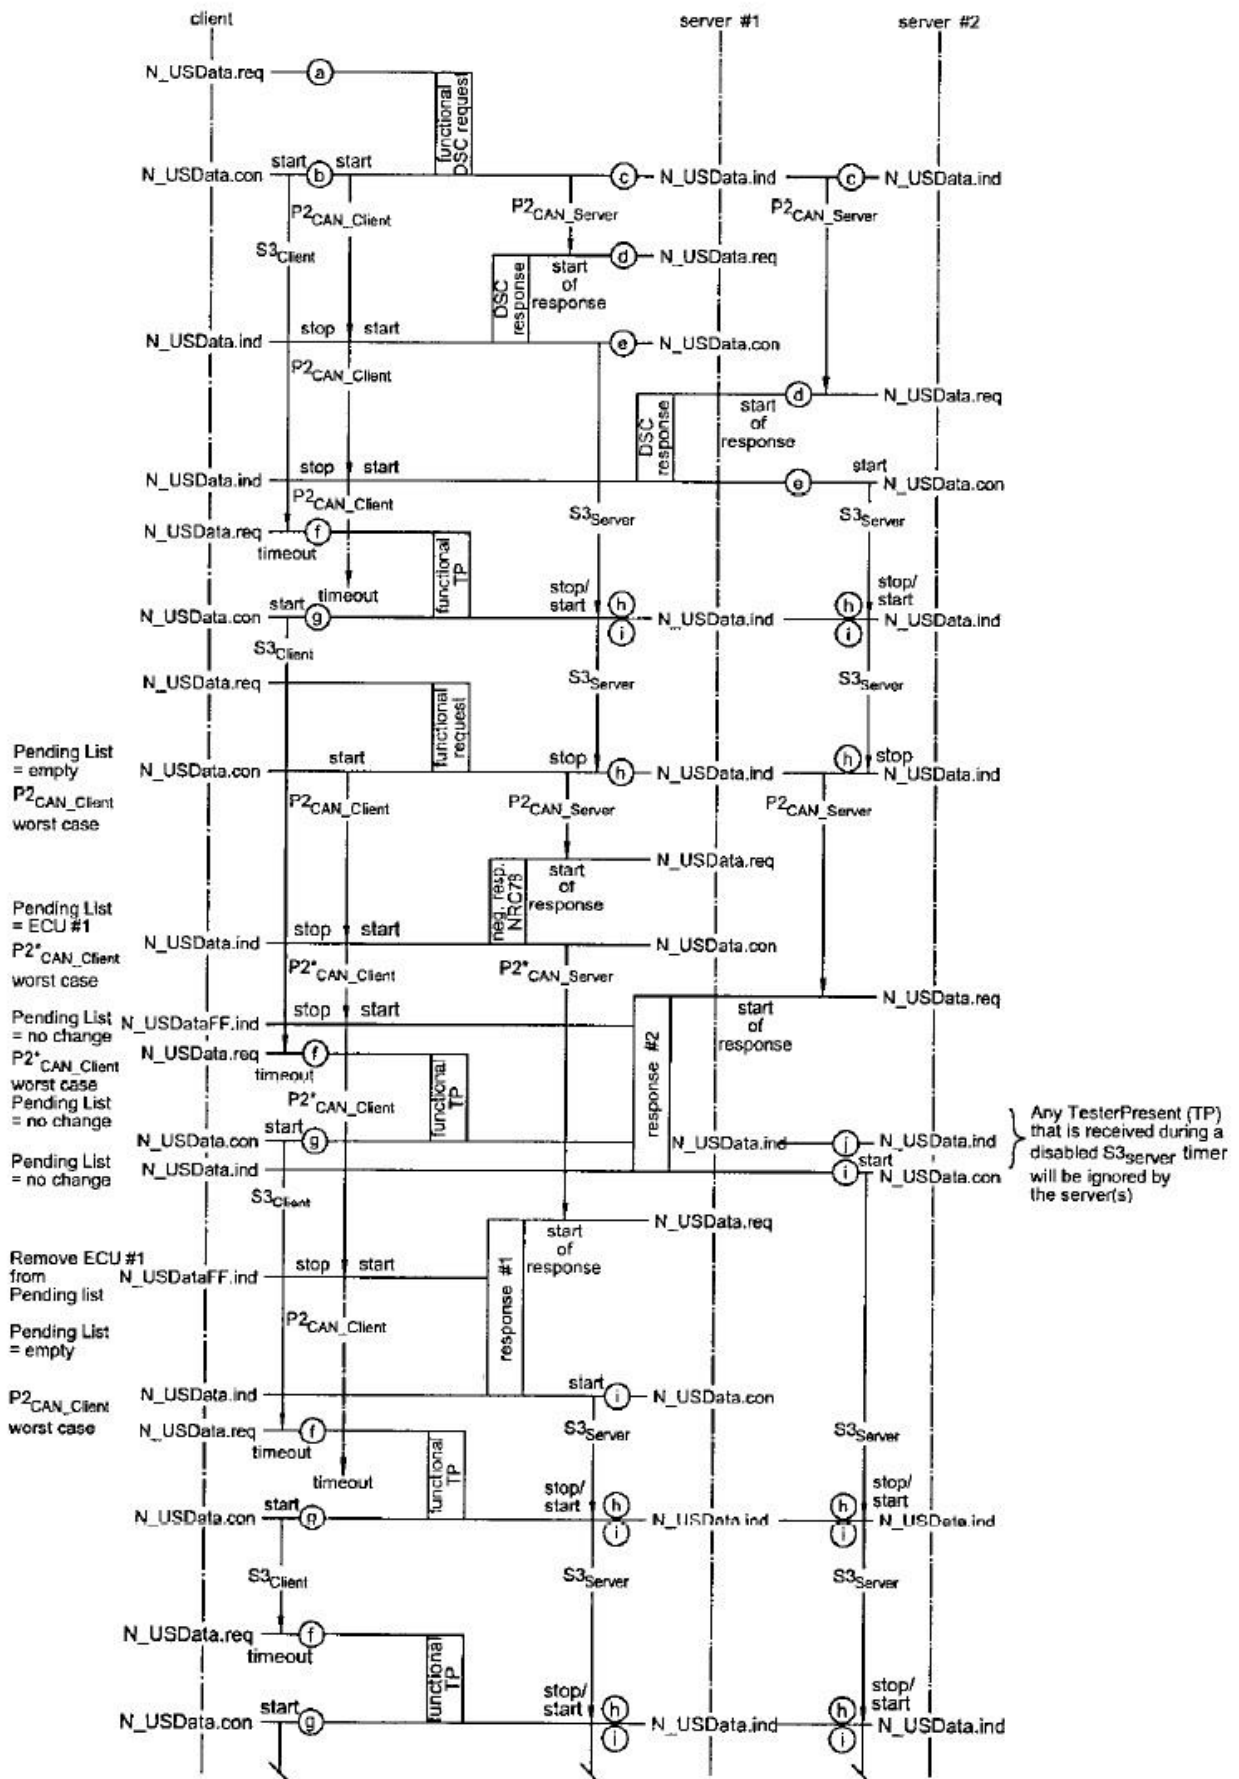 client
server #1
server #2
N_USData.req
a
functional
DSC request
N_USData.con
start
b
start
c
N_USData.ind
c
N_USData.ind
P2CAN_Client
P2CAN_Server
P2CAN_Server
S3Client
d
N_USData.req
DSC
response
start
of
response
N_USData.ind
stop
start
e
N_USData.con
P2CAN_Client
d
N_USData.req
DSC
response
start
of
response
N_USData.ind
stop
start
e
start
N_USData.con
P2CAN_Client
S3Server
S3Server
N_USData.req
f
timeout
functional
TP
timeout
N_USData.con
start
g
stop/
start
h
i
N_USData.ind
h
i
stop/
start
N_USData.ind
S3Client
S3Server
S3Server
N_USData.req
functional
request
Pending List
= empty
P2CAN_Client
worst case
N_USData.con
start
stop
h
N_USData.ind
h
stop
N_USData.ind
P2CAN_Client
P2CAN_Server
P2CAN_Server
N_USData.req
neg. resp.
NRC78
start
of
response
Pending List
= ECU #1
P2*CAN_Client
worst case
N_USData.ind
stop
start
N_USData.con
P2*CAN_Client
P2*CAN_Server
N_USData.req
start
of
response
response #2
Pending List
= no change
N_USDataFF.ind
stop
start
P2*CAN_Client
worst case
N_USData.req
f
timeout
functional
TP
P2*CAN_Client
Pending List
= no change
N_USData.con
start
g
N_USData.ind
j
N_USData.ind
Any TesterPresent (TP)
that is received during a
disabled S3server timer
will be ignored by
the server(s)
Pending List
= no change
N_USData.ind
i
start
N_USData.con
S3Client
N_USData.req
response #1
start
of
response
Remove ECU #1
from
Pending list
N_USDataFF.ind
stop
start
Pending List
= empty
P2CAN_Client
N_USData.ind
start
i
N_USData.con
P2CAN_Client
worst case
N_USData.req
f
timeout
functional
TP
S3Server
S3Server
timeout
N_USData.con
start
g
stop/
start
h
i
N_USData.ind
h
i
stop/
start
N_USData.ind
S3Client
S3Server
S3Server
N_USData.req
f
timeout
functional
TP
N_USData.con
start
g
stop/
start
h
i
N_USData.ind
h
i
stop/
start
N_USData.ind